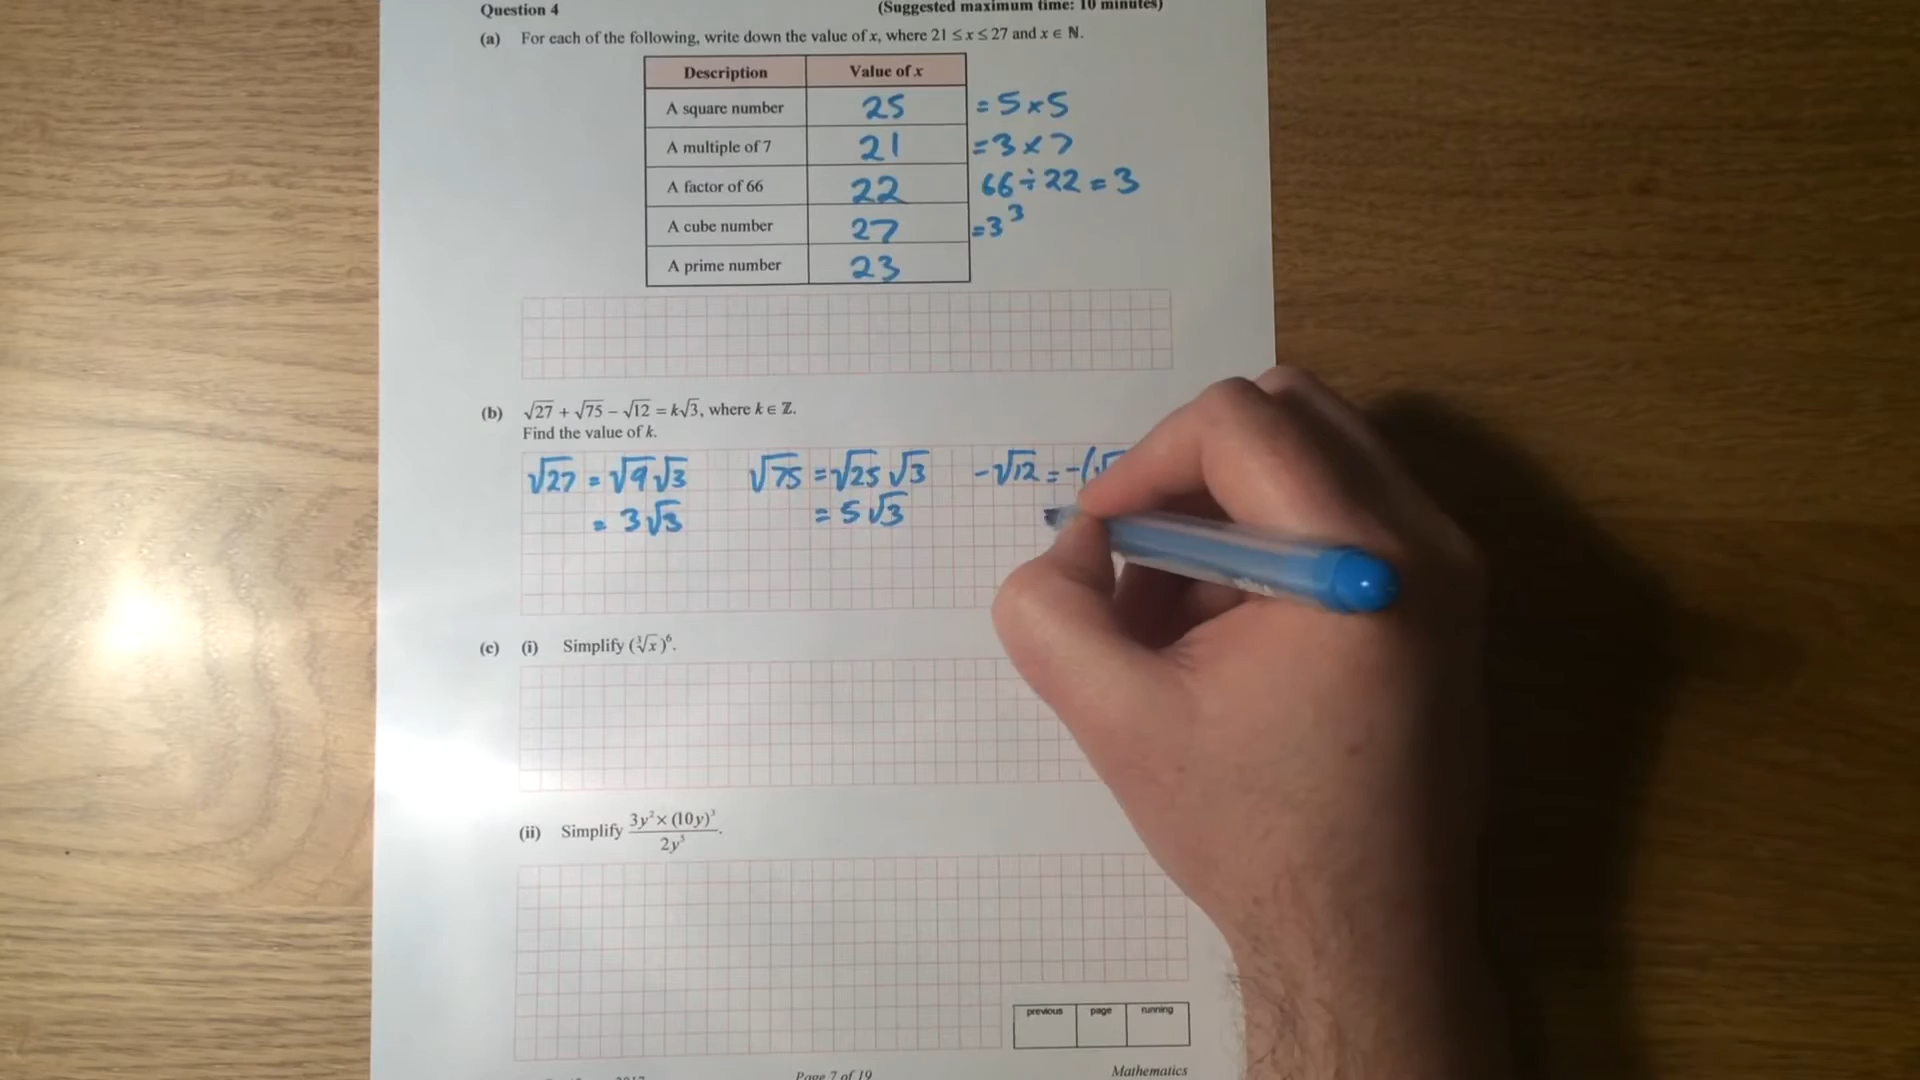 Question 4 (Suggested maximum time: 10 minutes)
(a) For each of the following, write down the value of x, where 21 ≤ x ≤ 27 and x ∈ ℕ.
Description Value of x
A square number 25 = 5 × 5
A multiple of 7 21 = 3 × 7
A factor of 66 22 66 ÷ 22 = 3
A cube number 27 = 3³
A prime number 23
(b) √27 + √75 − √12 = k√3, where k ∈ ℤ.
Find the value of k.
√27 = √9 √3 √75 = √25 √3 −√12 = −(√
= 3√3 = 5√3
(c) (i) Simplify (∛x)⁶.
(ii) Simplify 3y² × (10y)³ / 2y⁵.
previous page running
Page 7 of 19 Mathematics